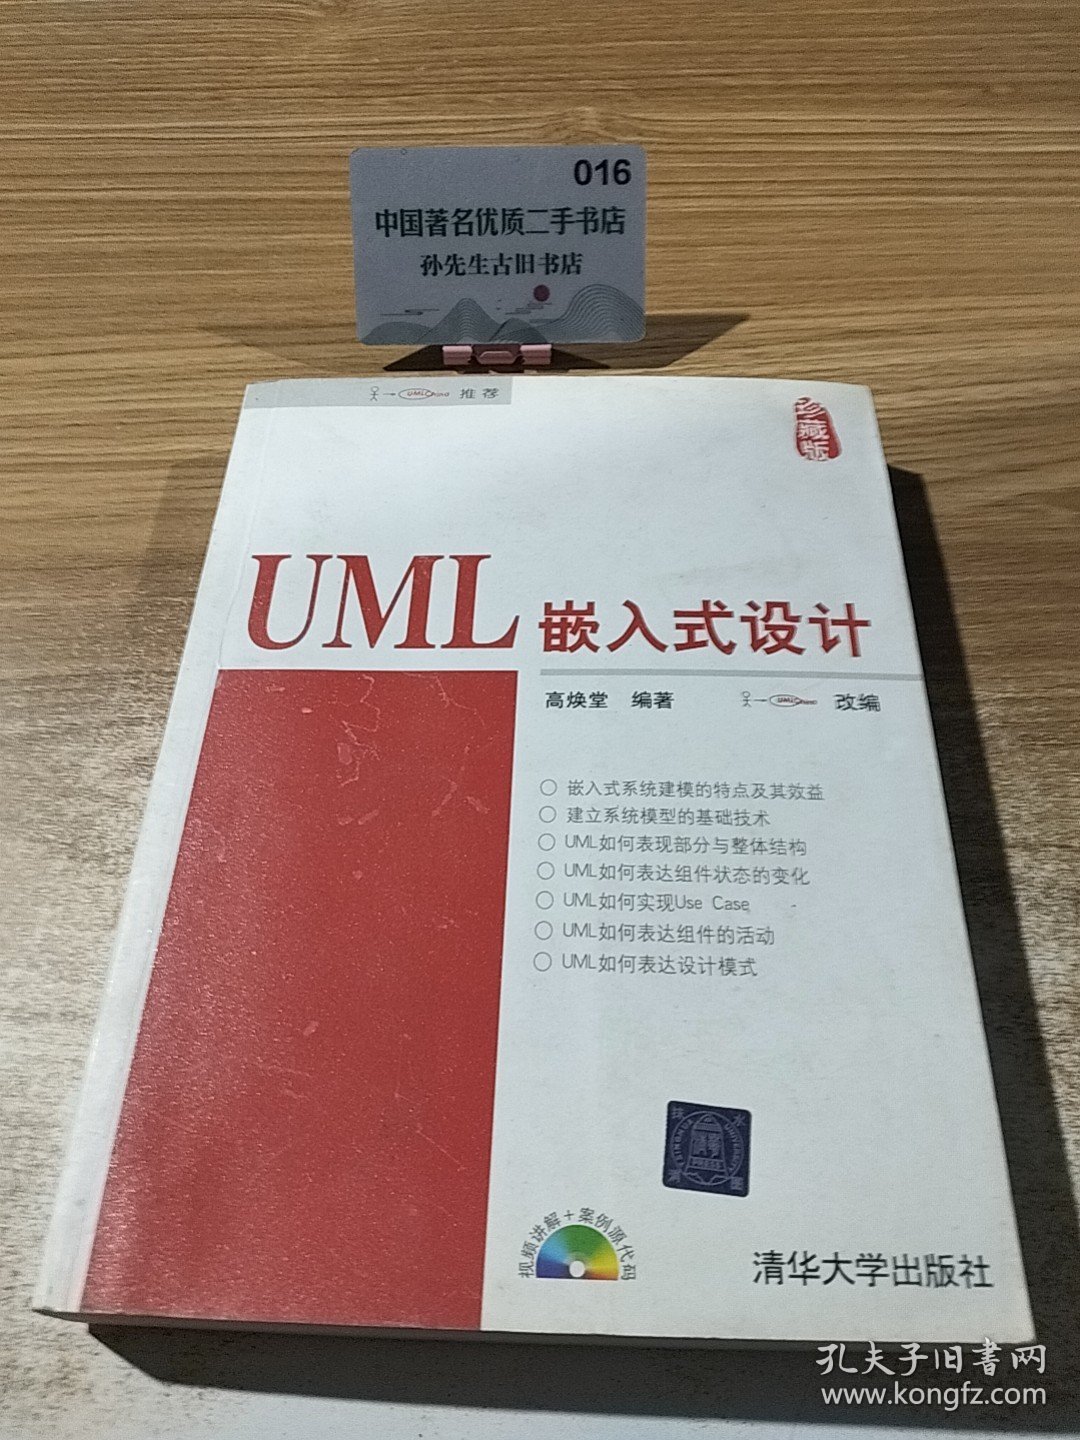 016
中国著名优质二手书店
孙先生古旧书店
UMLChina 推荐
珍藏版
UML 嵌入式设计
高焕堂 编著 UMLChina 改编
嵌入式系统建模的特点及其效益
建立系统模型的基础技术
UML如何表现部分与整体结构
UML如何表达组件状态的变化
UML如何实现Use Case
UML如何表达组件的活动
UML如何表达设计模式
视频讲解+案例源代码
清华大学出版社
孔夫子旧书网
www.kongfz.com